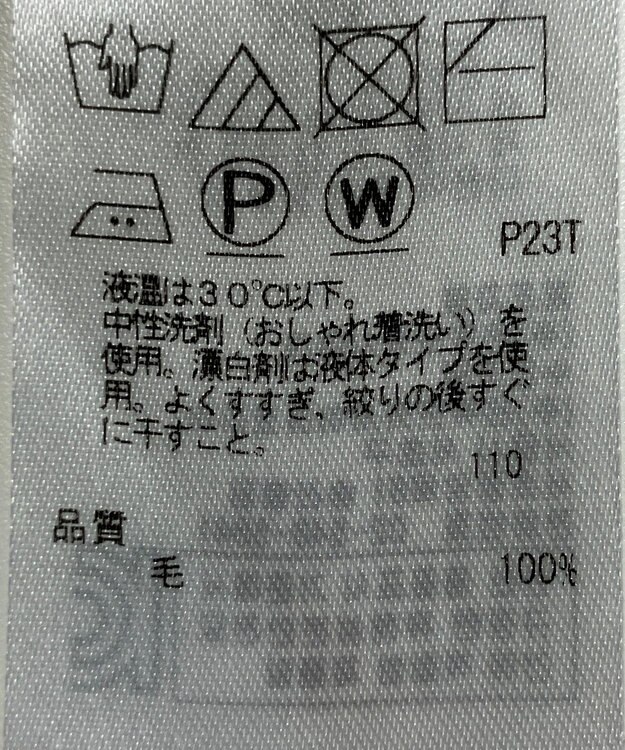 P W
P23T
液温は30℃以下。
中性洗剤（おしゃれ着洗い）を
使用。漂白剤は液体タイプを使
用。よくすすぎ、絞りの後すぐ
に干すこと。
110
品質
毛 100%